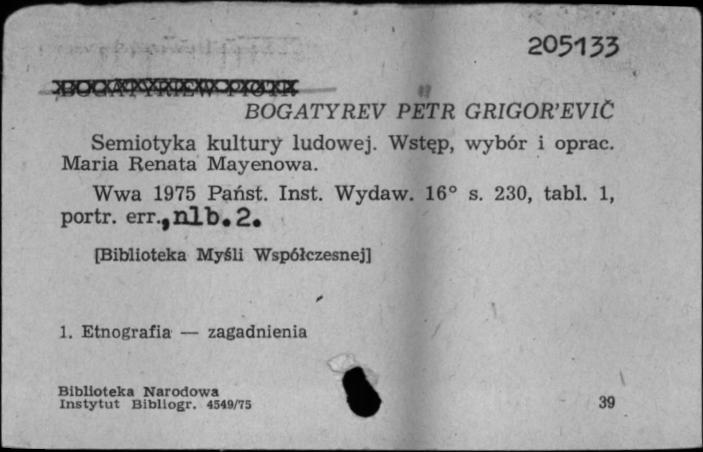 205133
BOGATYRIEW PIOTR
BOGATYREV PETR GRIGOR'EVIČ
Semiotyka kultury ludowej. Wstęp, wybór i oprac.
Maria Renata Mayenowa.
Wwa 1975 Państ. Inst. Wydaw. 16° s. 230, tabl. 1,
portr. err., nlb. 2.
[Biblioteka Myśli Współczesnej]
1. Etnografia — zagadnienia
Biblioteka Narodowa
Instytut Bibliogr. 4549/75
39